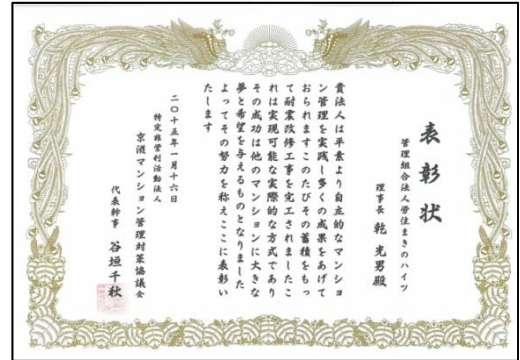 表彰状
管理組合法人労住まきのハイツ
理事長 乾 光男殿
貴法人は平素より自立的なマンショ
ン管理を実践し多くの成果をあげて
おられますこのたびその蓄積をもっ
て耐震改修工事を完工されましたこ
れは実現可能な実際的な方式であり
その成功は他のマンションに大きな
夢と希望を与えるものとなりました
よってその努力を称えここに表彰い
たします
二〇十五年一月十六日
特定非営利活動法人
京滋マンション管理対策協議会
代表幹事 谷垣千秋